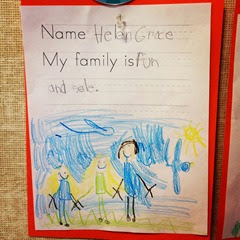 Name Helen Grace
My family is fun
and safe.